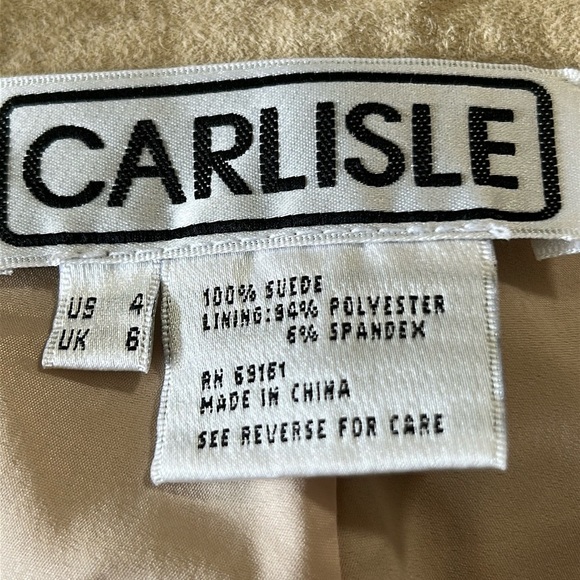 CARLISLE
US 4
UK 6
100% SUEDE
LINING:94% POLYESTER
6% SPANDEX
RN 69161
MADE IN CHINA
SEE REVERSE FOR CARE